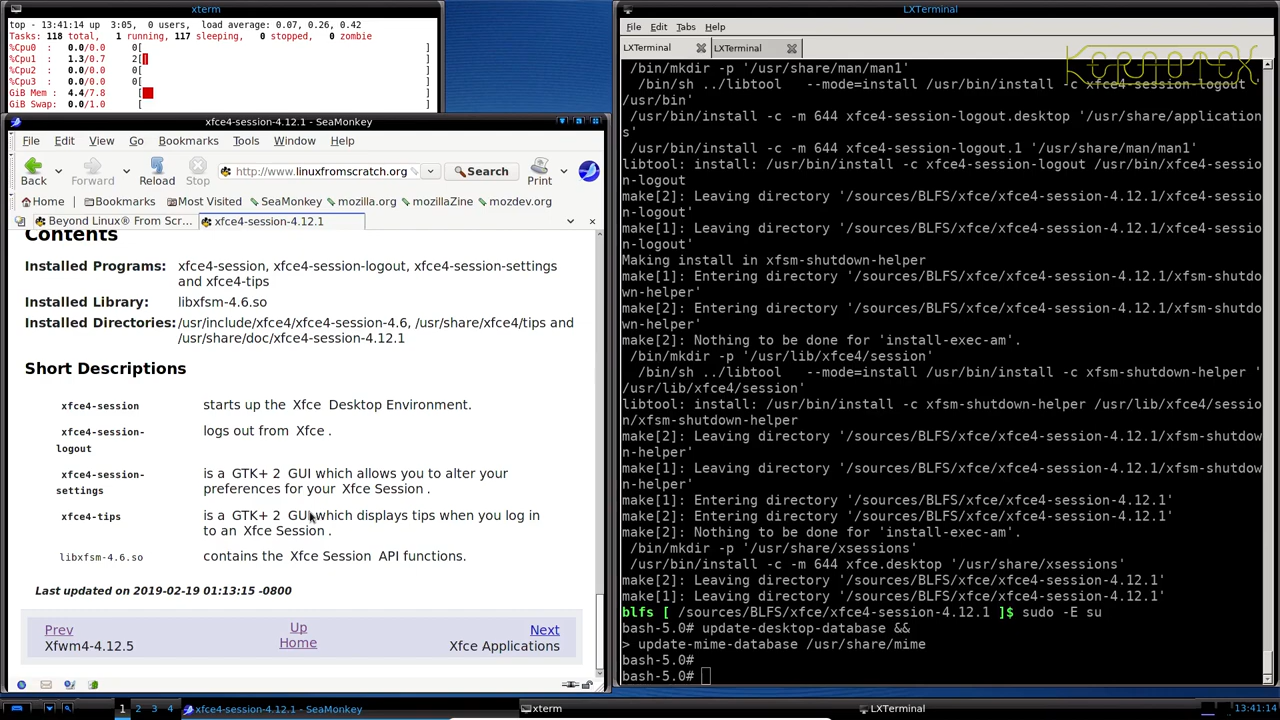 xterm
top - 13:41:14 up  3:05,  0 users,  load average: 0.07, 0.26, 0.42
Tasks: 118 total,   1 running, 117 sleeping,   0 stopped,   0 zombie
%Cpu0  :   0.0/0.0     0[                                        ]
%Cpu1  :   1.3/0.7     2[|                                       ]
%Cpu2  :   0.0/0.0     0[                                        ]
%Cpu3  :   0.0/0.0     0[                                        ]
GiB Mem :  4.4/7.8      [                                        ]
GiB Swap:  0.0/1.0      [                                        ]
xfce4-session-4.12.1 - SeaMonkey
File Edit View Go Bookmarks Tools Window Help
Back Forward Reload Stop http://www.linuxfromscratch.org Search Print
Home Bookmarks Most Visited SeaMonkey mozilla.org mozillaZine mozdev.org
Beyond Linux® From Scr... xfce4-session-4.12.1
Contents
Installed Programs: xfce4-session, xfce4-session-logout, xfce4-session-settings
and xfce4-tips
Installed Library: libxfsm-4.6.so
Installed Directories: /usr/include/xfce4/xfce4-session-4.6, /usr/share/xfce4/tips and
/usr/share/doc/xfce4-session-4.12.1
Short Descriptions
xfce4-session starts up the Xfce Desktop Environment.
xfce4-session-
logout
logs out from Xfce .
xfce4-session-
settings
is a GTK+ 2 GUI which allows you to alter your
preferences for your Xfce Session .
xfce4-tips is a GTK+ 2 GUI which displays tips when you log in
to an Xfce Session .
libxfsm-4.6.so contains the Xfce Session API functions.
Last updated on 2019-02-19 01:13:15 -0800
Prev Up Next
Xfwm4-4.12.5 Home Xfce Applications
LXTerminal
File Edit Tabs Help
LXTerminal LXTerminal
KERNOTEX
/bin/mkdir -p '/usr/share/man/man1'
/bin/sh ../libtool   --mode=install /usr/bin/install -c xfce4-session-logout '
/usr/bin'
/usr/bin/install -c -m 644 xfce4-session-logout.desktop '/usr/share/application
s'
/usr/bin/install -c -m 644 xfce4-session-logout.1 '/usr/share/man/man1'
libtool: install: /usr/bin/install -c xfce4-session-logout /usr/bin/xfce4-sessio
n-logout
make[2]: Leaving directory '/sources/BLFS/xfce/xfce4-session-4.12.1/xfce4-sessio
n-logout'
make[1]: Leaving directory '/sources/BLFS/xfce/xfce4-session-4.12.1/xfce4-sessio
n-logout'
Making install in xfsm-shutdown-helper
make[1]: Entering directory '/sources/BLFS/xfce/xfce4-session-4.12.1/xfsm-shutdo
wn-helper'
make[2]: Entering directory '/sources/BLFS/xfce/xfce4-session-4.12.1/xfsm-shutdo
wn-helper'
make[2]: Nothing to be done for 'install-exec-am'.
/bin/mkdir -p '/usr/lib/xfce4/session'
/bin/sh ../libtool   --mode=install /usr/bin/install -c xfsm-shutdown-helper '
/usr/lib/xfce4/session'
libtool: install: /usr/bin/install -c xfsm-shutdown-helper /usr/lib/xfce4/sessio
n/xfsm-shutdown-helper
make[2]: Leaving directory '/sources/BLFS/xfce/xfce4-session-4.12.1/xfsm-shutdow
n-helper'
make[1]: Leaving directory '/sources/BLFS/xfce/xfce4-session-4.12.1/xfsm-shutdow
n-helper'
make[1]: Entering directory '/sources/BLFS/xfce/xfce4-session-4.12.1'
make[2]: Entering directory '/sources/BLFS/xfce/xfce4-session-4.12.1'
make[2]: Nothing to be done for 'install-exec-am'.
/bin/mkdir -p '/usr/share/xsessions'
/usr/bin/install -c -m 644 xfce.desktop '/usr/share/xsessions'
make[2]: Leaving directory '/sources/BLFS/xfce/xfce4-session-4.12.1'
make[1]: Leaving directory '/sources/BLFS/xfce/xfce4-session-4.12.1'
blfs [ /sources/BLFS/xfce/xfce4-session-4.12.1 ]$ sudo -E su
bash-5.0# update-desktop-database &&
> update-mime-database /usr/share/mime
bash-5.0#
bash-5.0#
1 2 3 4 xfce4-session-4.12.1 - SeaMonkey xterm LXTerminal 13:41:14